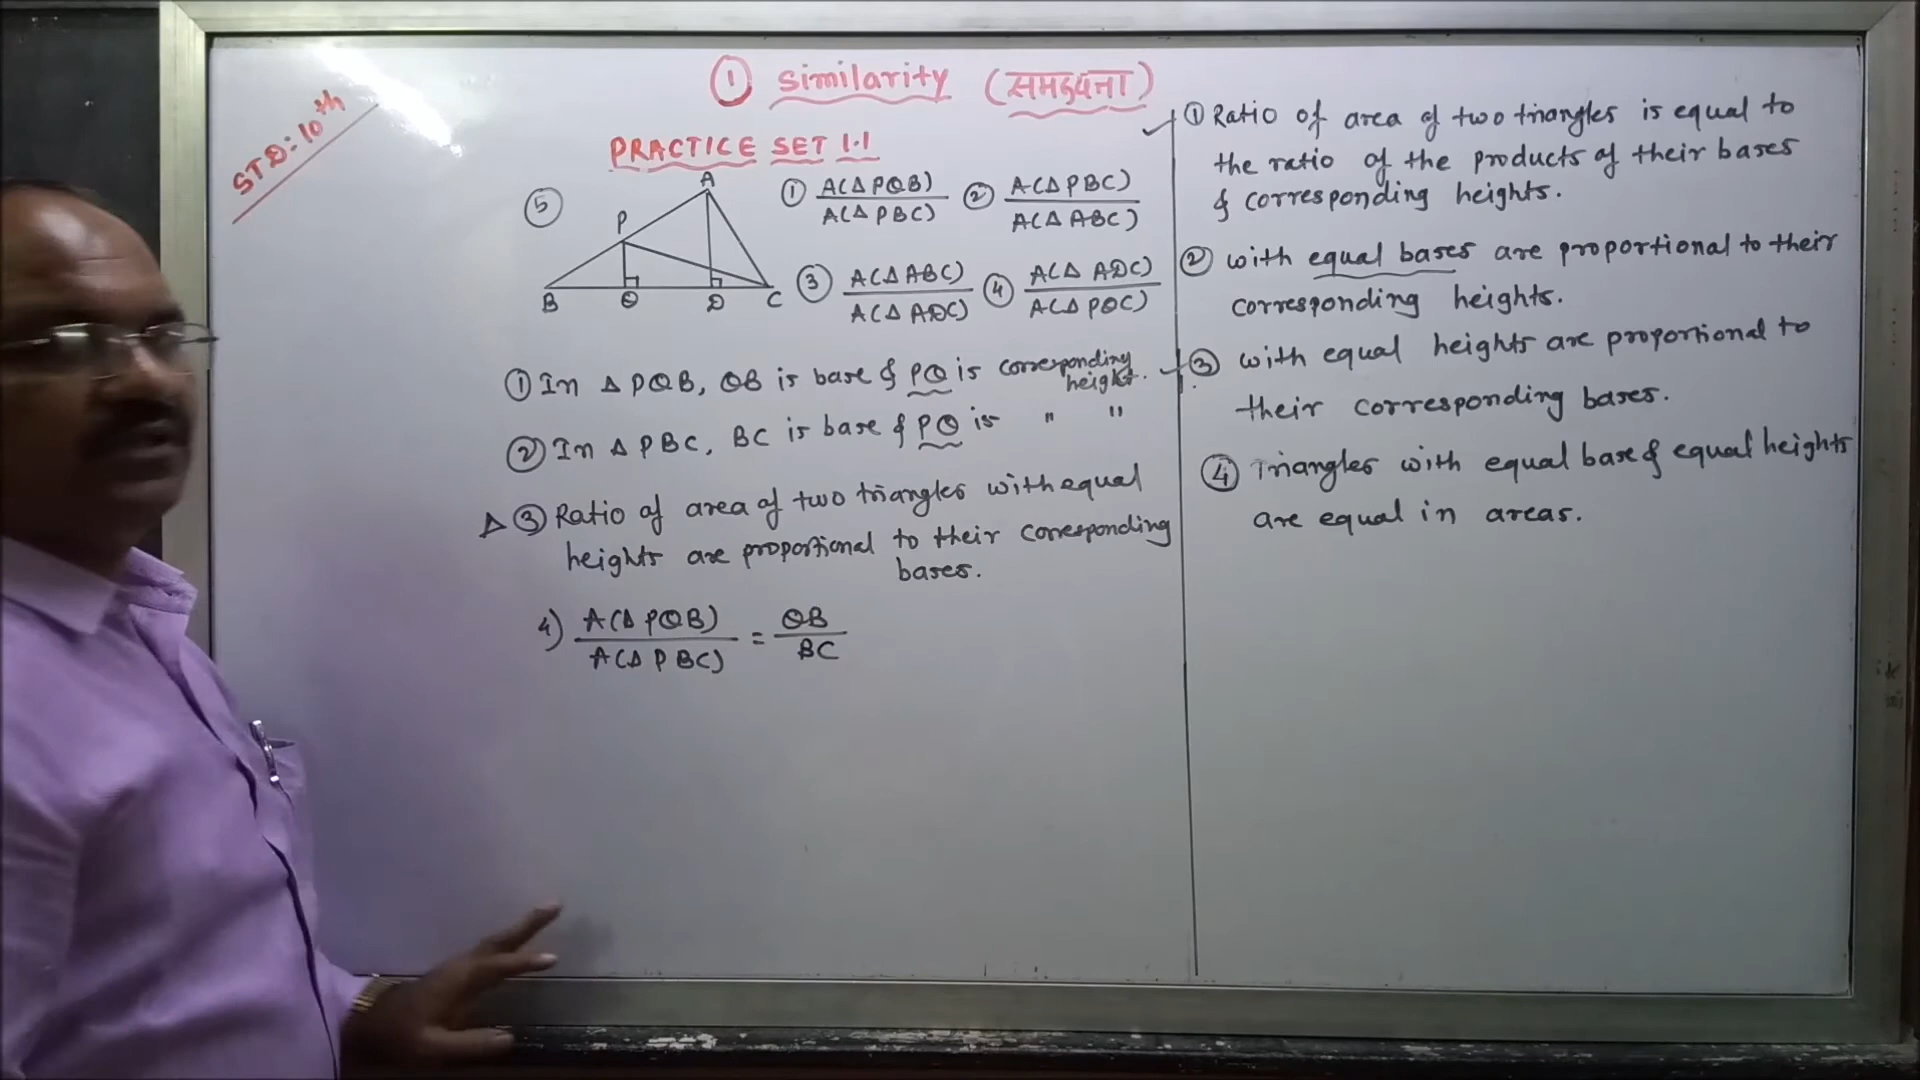 ① Similarity (समरूपता)
STD:- 10th
PRACTICE SET 1.1
⑤ A P B Q D C
① A(△PQB) / A(△PBC) ② A(△PBC) / A(△ABC)
③ A(△ABC) / A(△ADC) ④ A(△ADC) / A(△PQC)
① In △PQB, QB is base & PQ is corresponding height.
② In △PBC, BC is base & PQ is " "
△ ③ Ratio of area of two triangles with equal
heights are proportional to their corresponding
bases.
4) A(△PQB) / A(△PBC) = QB / BC
① Ratio of area of two triangles is equal to
the ratio of the products of their bases
& corresponding heights.
② with equal bases are proportional to their
corresponding heights.
③ with equal heights are proportional to
their corresponding bases.
④ Triangles with equal base & equal heights
are equal in areas.